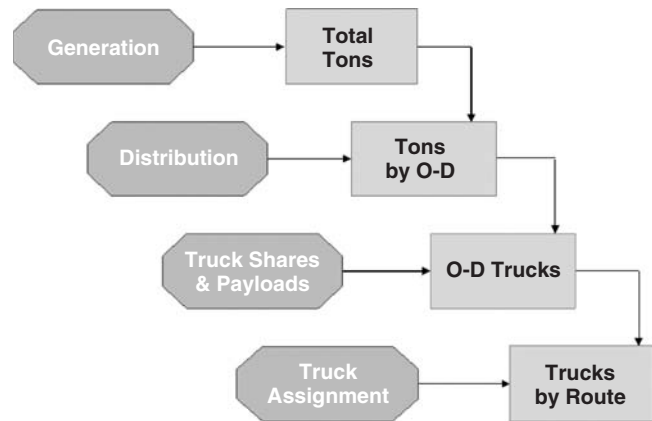 Generation
Total
Tons
Distribution
Tons
by O-D
Truck Shares
& Payloads
O-D Trucks
Truck
Assignment
Trucks
by Route